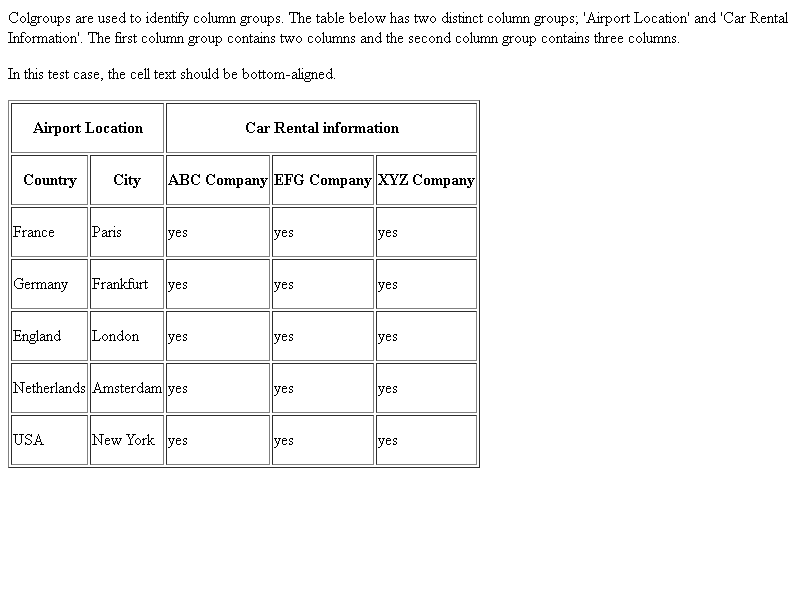 Colgroups are used to identify column groups. The table below has two distinct column groups; 'Airport Location' and 'Car Rental
Information'. The first column group contains two columns and the second column group contains three columns.
In this test case, the cell text should be bottom-aligned.
Airport Location Car Rental information
Country City ABC Company EFG Company XYZ Company
France Paris yes yes yes
Germany Frankfurt yes yes yes
England London yes yes yes
Netherlands Amsterdam yes yes yes
USA New York yes yes yes